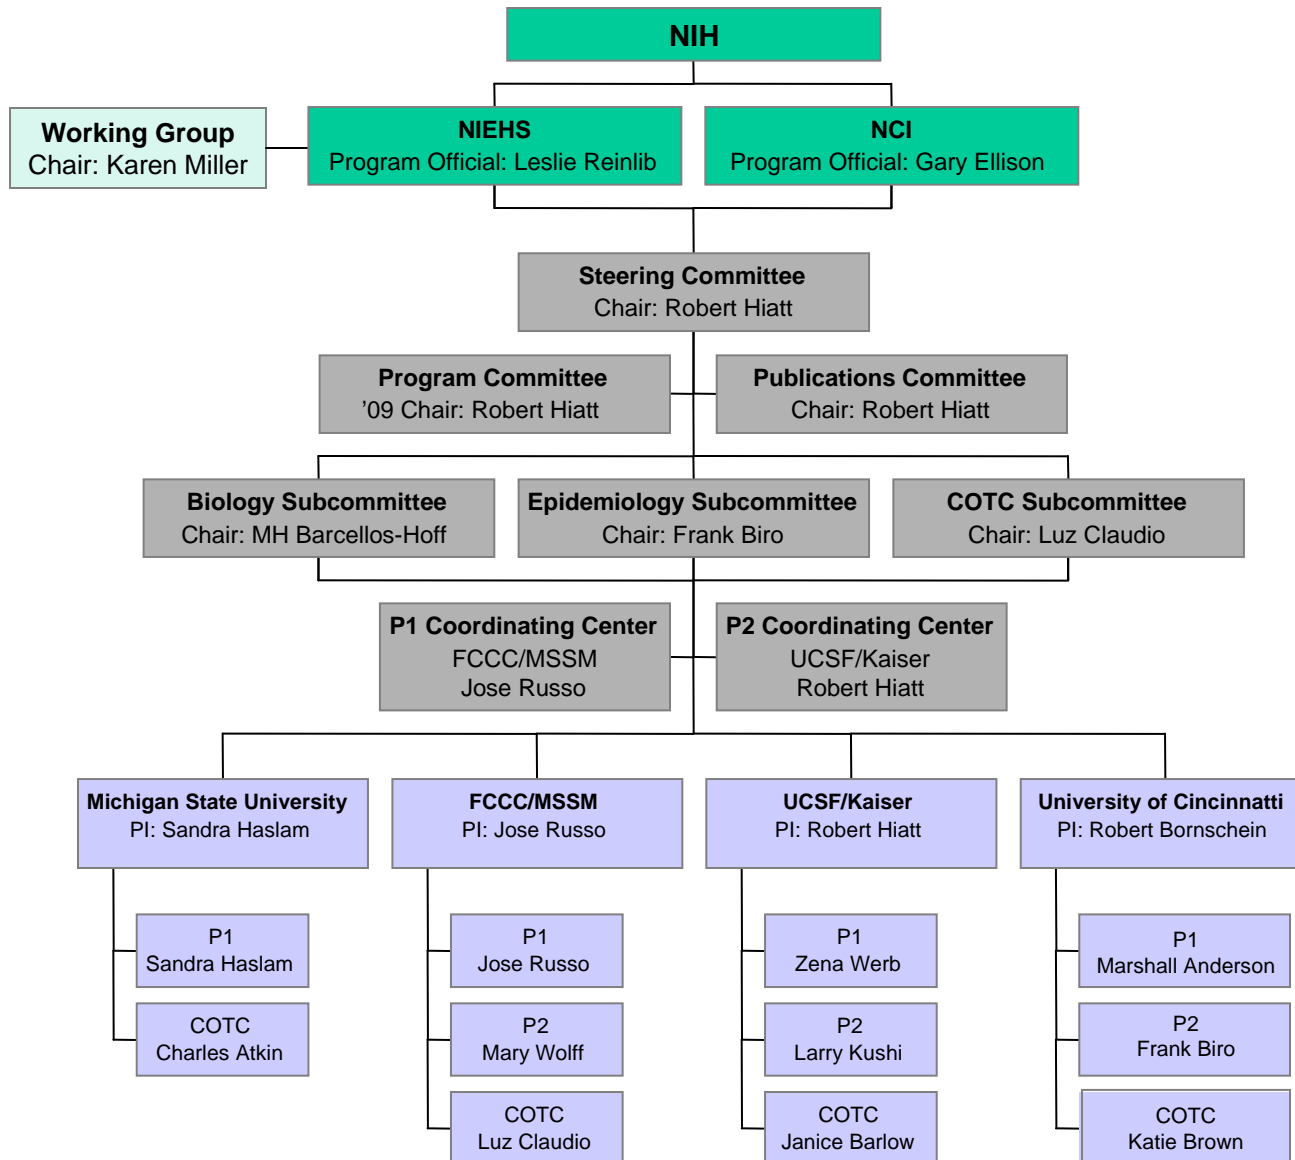 NIH
Working Group
Chair: Karen Miller
NIEHS
Program Official: Leslie Reinlib
NCI
Program Official: Gary Ellison
Steering Committee
Chair: Robert Hiatt
Program Committee
’09 Chair: Robert Hiatt
Publications Committee
Chair: Robert Hiatt
Biology Subcommittee
Chair: MH Barcellos-Hoff
Epidemiology Subcommittee
Chair: Frank Biro
COTC Subcommittee
Chair: Luz Claudio
P1 Coordinating Center
FCCC/MSSM
Jose Russo
P2 Coordinating Center
UCSF/Kaiser
Robert Hiatt
Michigan State University
PI: Sandra Haslam
FCCC/MSSM
PI: Jose Russo
UCSF/Kaiser
PI: Robert Hiatt
University of Cincinnatti
PI: Robert Bornschein
P1
Sandra Haslam
P1
Jose Russo
P1
Zena Werb
P1
Marshall Anderson
COTC
Charles Atkin
P2
Mary Wolff
P2
Larry Kushi
P2
Frank Biro
COTC
Luz Claudio
COTC
Janice Barlow
COTC
Katie Brown